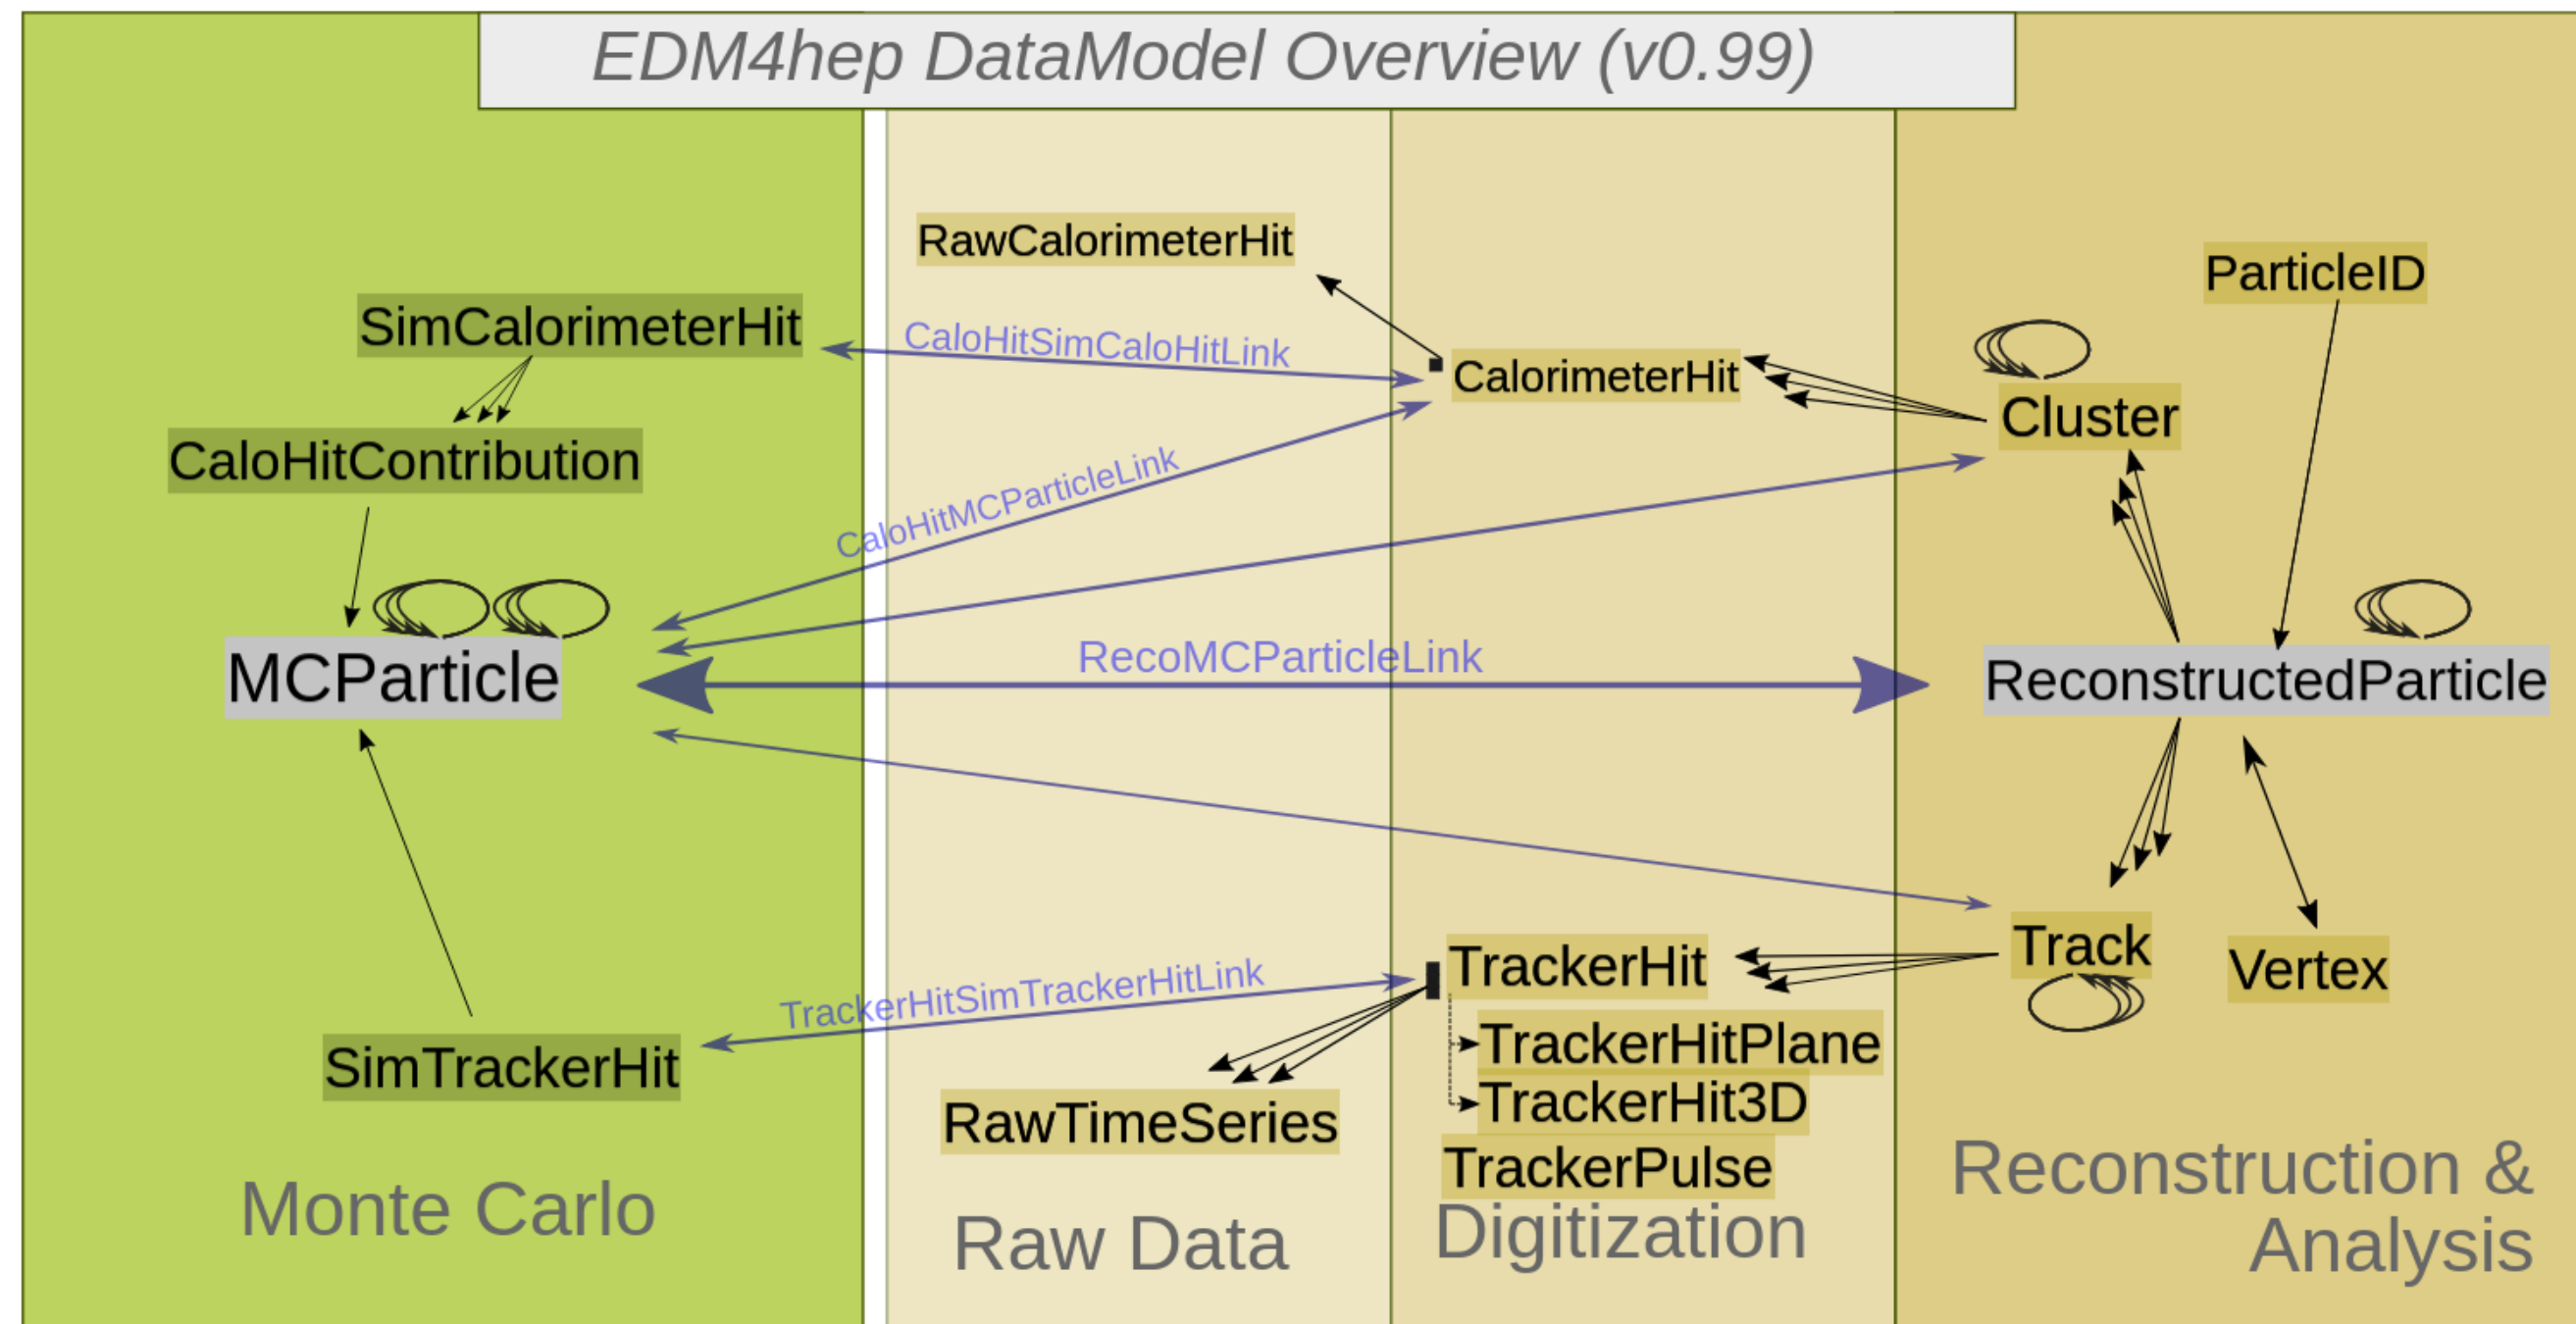 EDM4hep DataModel Overview (v0.99)
RawCalorimeterHit
ParticleID
SimCalorimeterHit
CaloHitSimCaloHitLink
CalorimeterHit
Cluster
CaloHitContribution
CaloHitMCParticleLink
MCParticle
RecoMCParticleLink
ReconstructedParticle
Track
Vertex
TrackerHit
TrackerHitSimTrackerHitLink
SimTrackerHit
TrackerHitPlane
TrackerHit3D
RawTimeSeries
TrackerPulse
Monte Carlo
Raw Data
Digitization
Reconstruction &
Analysis